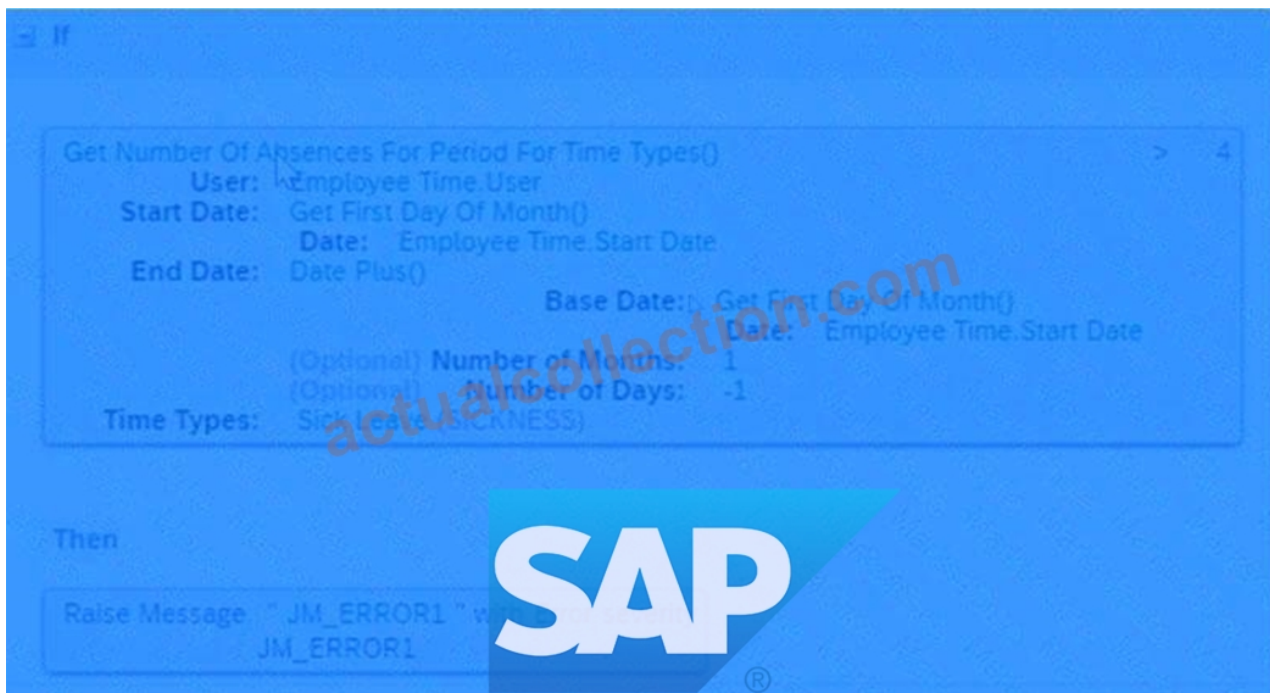 If
Get Number Of Absences For Period For Time Types() > 4
User: Employee Time.User
Start Date: Get First Day Of Month()
Date: Employee Time.Start Date
End Date: Date Plus()
Base Date: Get First Day Of Month()
Date: Employee Time.Start Date
(Optional) Number of Months: 1
(Optional) Number of Days: -1
Time Types: Sick Leave (SICKNESS)
actualcollection.com
Then
Raise Message " JM_ERROR1 " with Error severity
JM_ERROR1
SAP
®